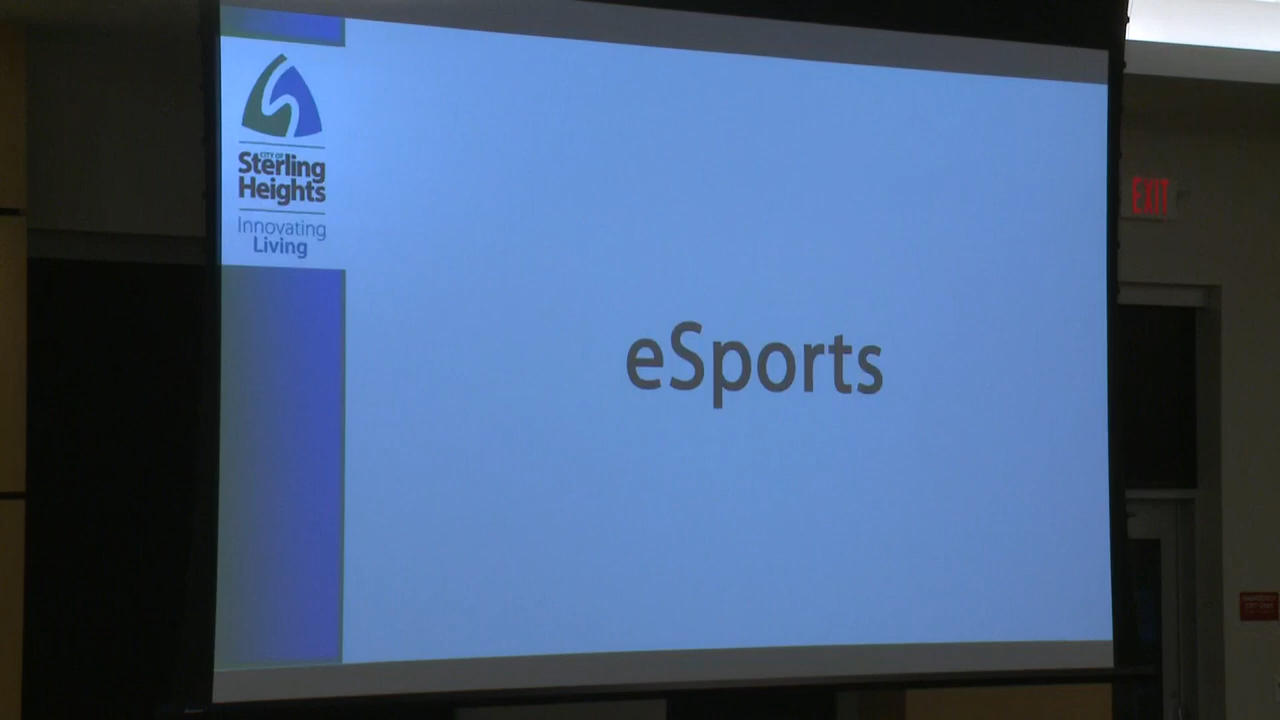 CITY OF
Sterling
Heights
Innovating
Living
eSports
EXIT